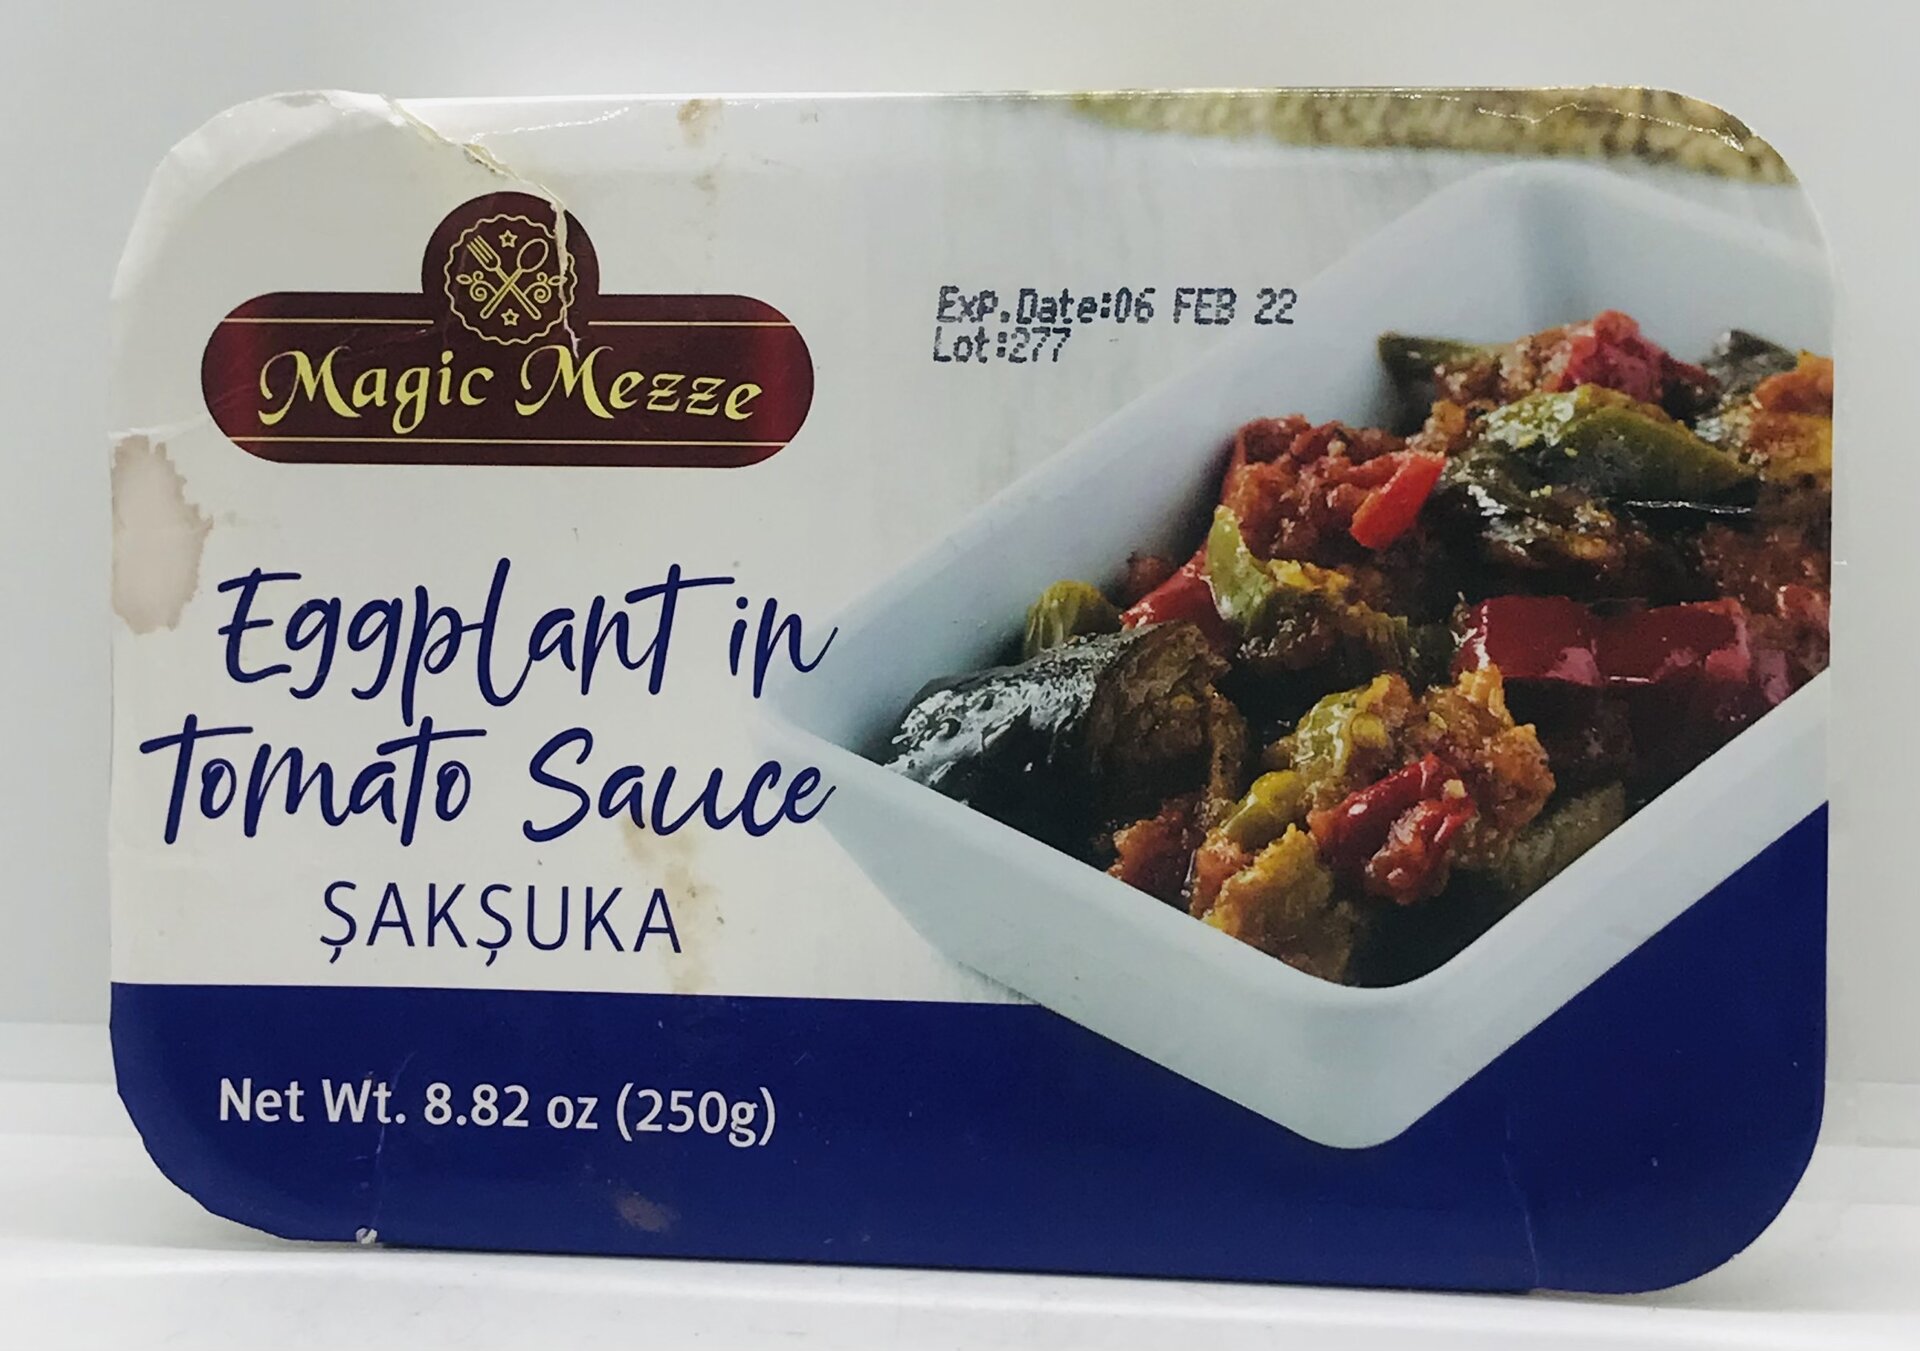 Magic Mezze
Exp.Date:06 FEB 22
Lot:277
Eggplant in
Tomato Sauce
ŞAKŞUKA
Net Wt. 8.82 oz (250g)